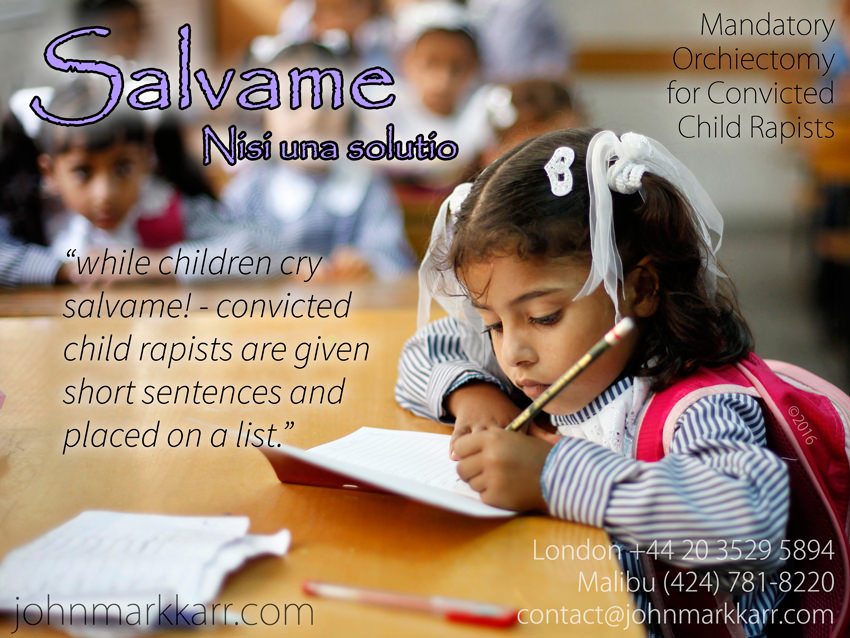 Salvame
Nisi una solutio
Mandatory
Orchiectomy
for Convicted
Child Rapists
“while children cry
salvame! - convicted
child rapists are given
short sentences and
placed on a list.”
©2016
London +44 20 3529 5894
Malibu (424) 781-8220
contact@johnmarkkarr.com
johnmarkkarr.com